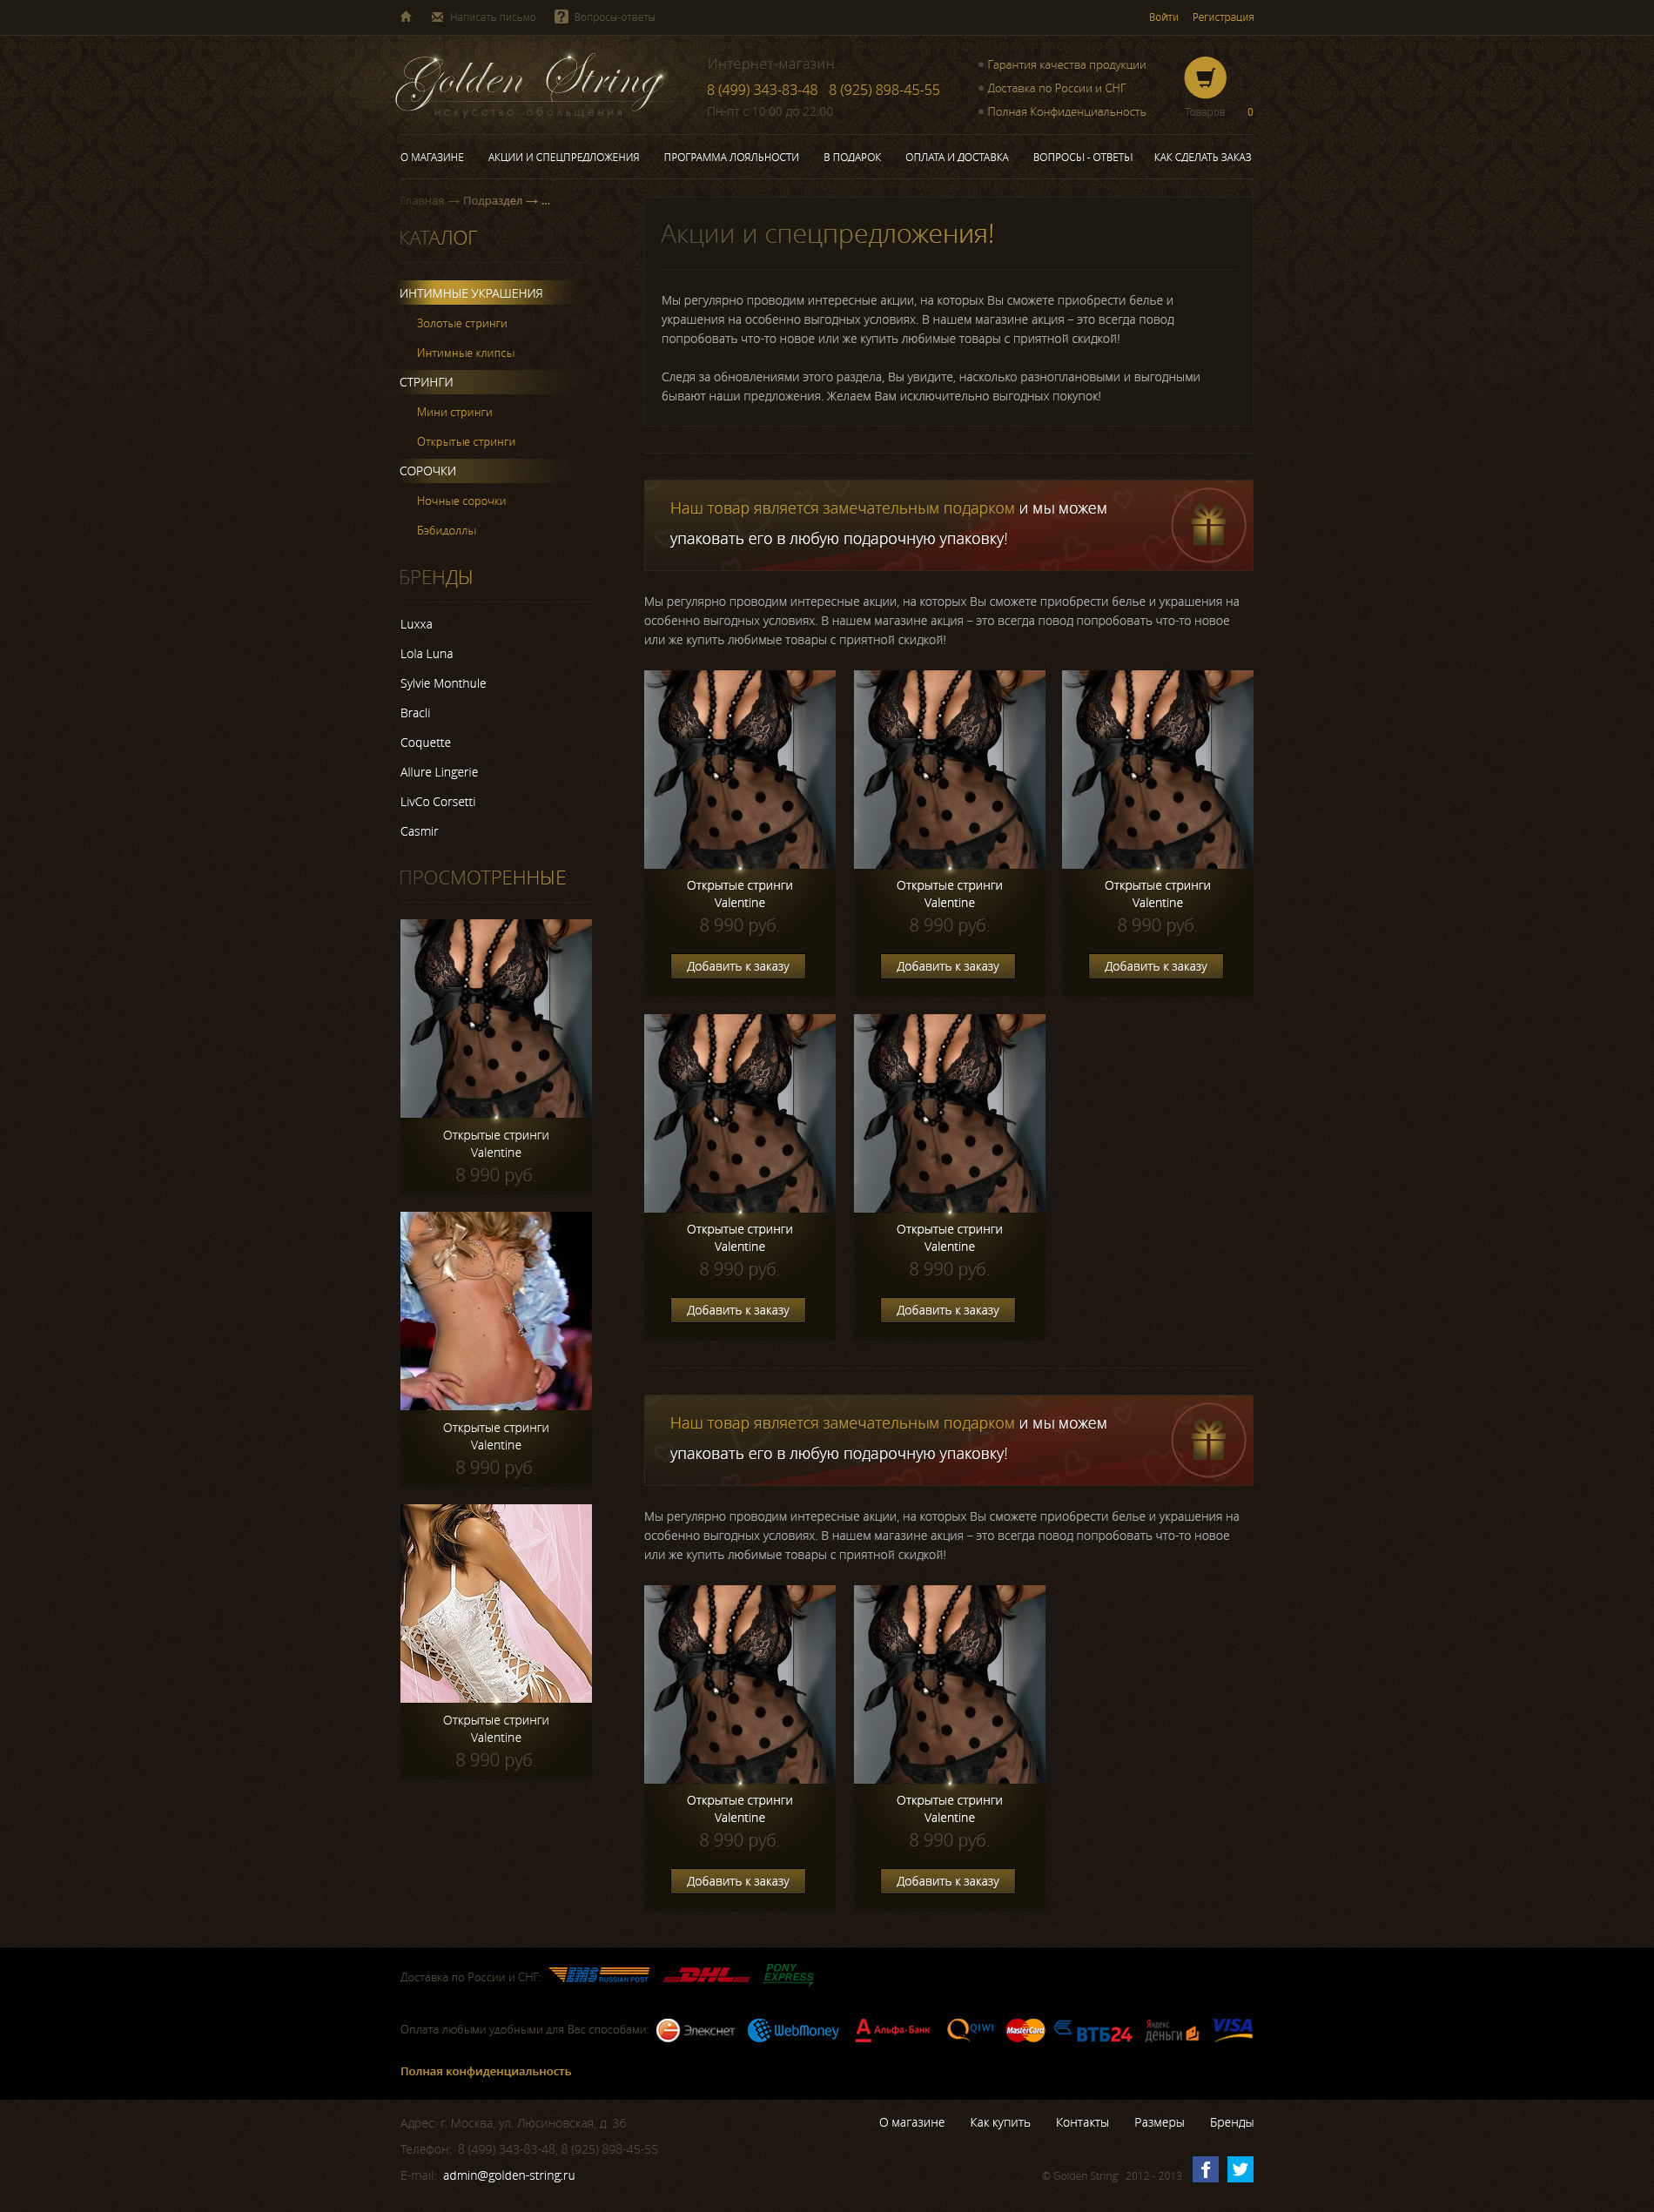 Написать письмо
Вопросы-ответы
Войти
Регистрация
Golden String
искусство обольщения
Интернет-магазин
8 (499) 343-83-48 8 (925) 898-45-55
Пн-пт с 10:00 до 22:00
Гарантия качества продукции
Доставка по России и СНГ
Полная Конфиденциальность
Товаров 0
О МАГАЗИНЕ
АКЦИИ И СПЕЦПРЕДЛОЖЕНИЯ
ПРОГРАММА ЛОЯЛЬНОСТИ
В ПОДАРОК
ОПЛАТА И ДОСТАВКА
ВОПРОСЫ - ОТВЕТЫ
КАК СДЕЛАТЬ ЗАКАЗ
Главная → Подраздел → ...
КАТАЛОГ
ИНТИМНЫЕ УКРАШЕНИЯ
Золотые стринги
Интимные клипсы
СТРИНГИ
Мини стринги
Открытые стринги
СОРОЧКИ
Ночные сорочки
Бэбидоллы
БРЕНДЫ
Luxxa
Lola Luna
Sylvie Monthule
Bracli
Coquette
Allure Lingerie
LivCo Corsetti
Casmir
ПРОСМОТРЕННЫЕ
Открытые стринги
Valentine
8 990 руб.
Открытые стринги
Valentine
8 990 руб.
Открытые стринги
Valentine
8 990 руб.
Акции и спецпредложения!
Мы регулярно проводим интересные акции, на которых Вы сможете приобрести белье и
украшения на особенно выгодных условиях. В нашем магазине акция – это всегда повод
попробовать что-то новое или же купить любимые товары с приятной скидкой!
Следя за обновлениями этого раздела, Вы увидите, насколько разноплановыми и выгодными
бывают наши предложения. Желаем Вам исключительно выгодных покупок!
Наш товар является замечательным подарком и мы можем
упаковать его в любую подарочную упаковку!
Мы регулярно проводим интересные акции, на которых Вы сможете приобрести белье и украшения на
особенно выгодных условиях. В нашем магазине акция – это всегда повод попробовать что-то новое
или же купить любимые товары с приятной скидкой!
Открытые стринги
Valentine
8 990 руб.
Добавить к заказу
Открытые стринги
Valentine
8 990 руб.
Добавить к заказу
Открытые стринги
Valentine
8 990 руб.
Добавить к заказу
Открытые стринги
Valentine
8 990 руб.
Добавить к заказу
Открытые стринги
Valentine
8 990 руб.
Добавить к заказу
Наш товар является замечательным подарком и мы можем
упаковать его в любую подарочную упаковку!
Мы регулярно проводим интересные акции, на которых Вы сможете приобрести белье и украшения на
особенно выгодных условиях. В нашем магазине акция – это всегда повод попробовать что-то новое
или же купить любимые товары с приятной скидкой!
Открытые стринги
Valentine
8 990 руб.
Добавить к заказу
Открытые стринги
Valentine
8 990 руб.
Добавить к заказу
Доставка по России и СНГ:
EMS RUSSIAN POST
DHL
PONY EXPRESS
Оплата любыми удобными для Вас способами:
Элекснет
WebMoney
Альфа-Банк
QIWI
MasterCard
ВТБ24
Яндекс деньги
VISA
Полная конфиденциальность
Адрес: г. Москва, ул. Люсиновская, д. 36
Телефон: 8 (499) 343-83-48, 8 (925) 898-45-55
E-mail: admin@golden-string.ru
О магазине
Как купить
Контакты
Размеры
Бренды
© Golden String 2012 - 2013